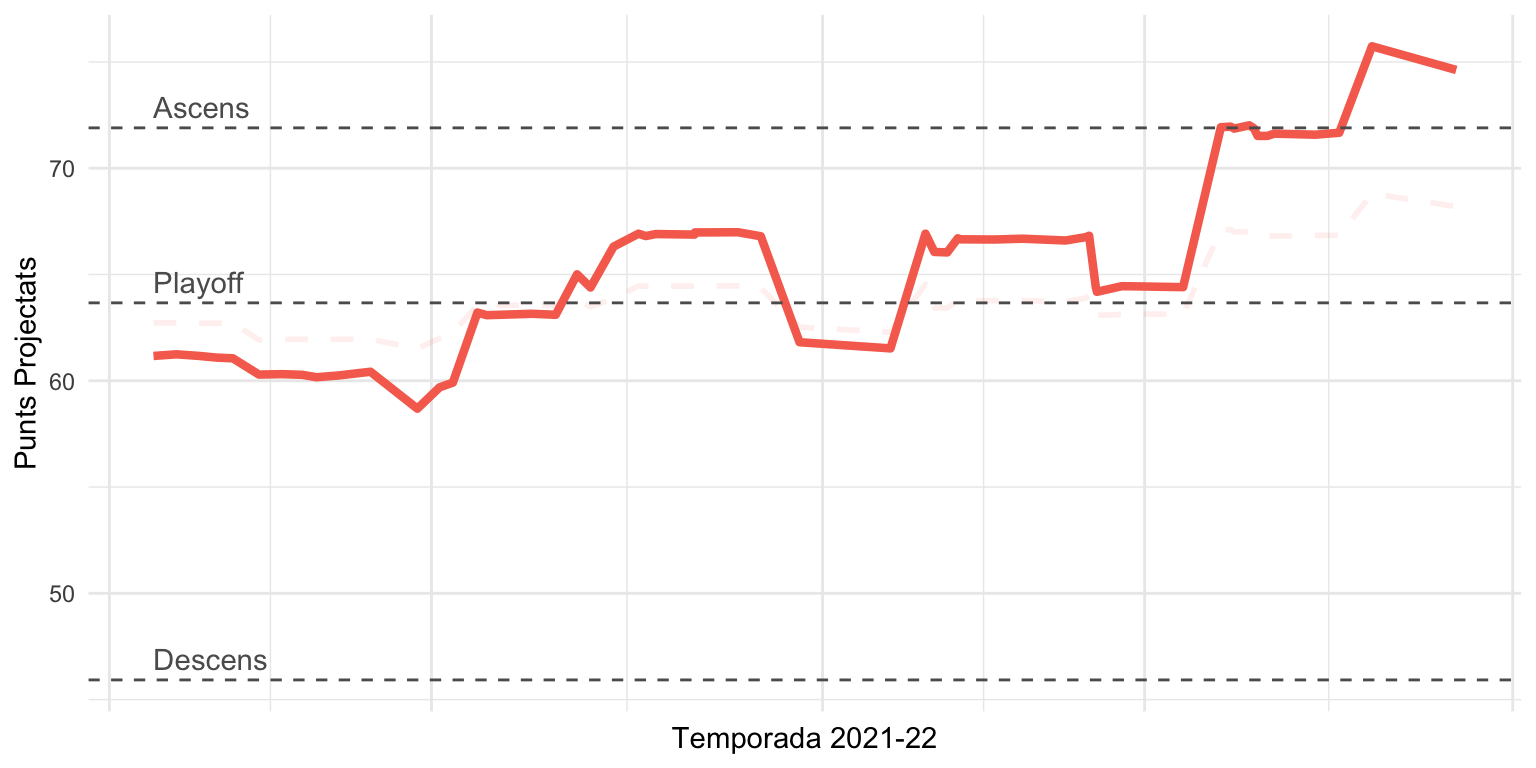 Ascens
70
Playoff
60
50
Descens
Punts Projectats
Temporada 2021-22